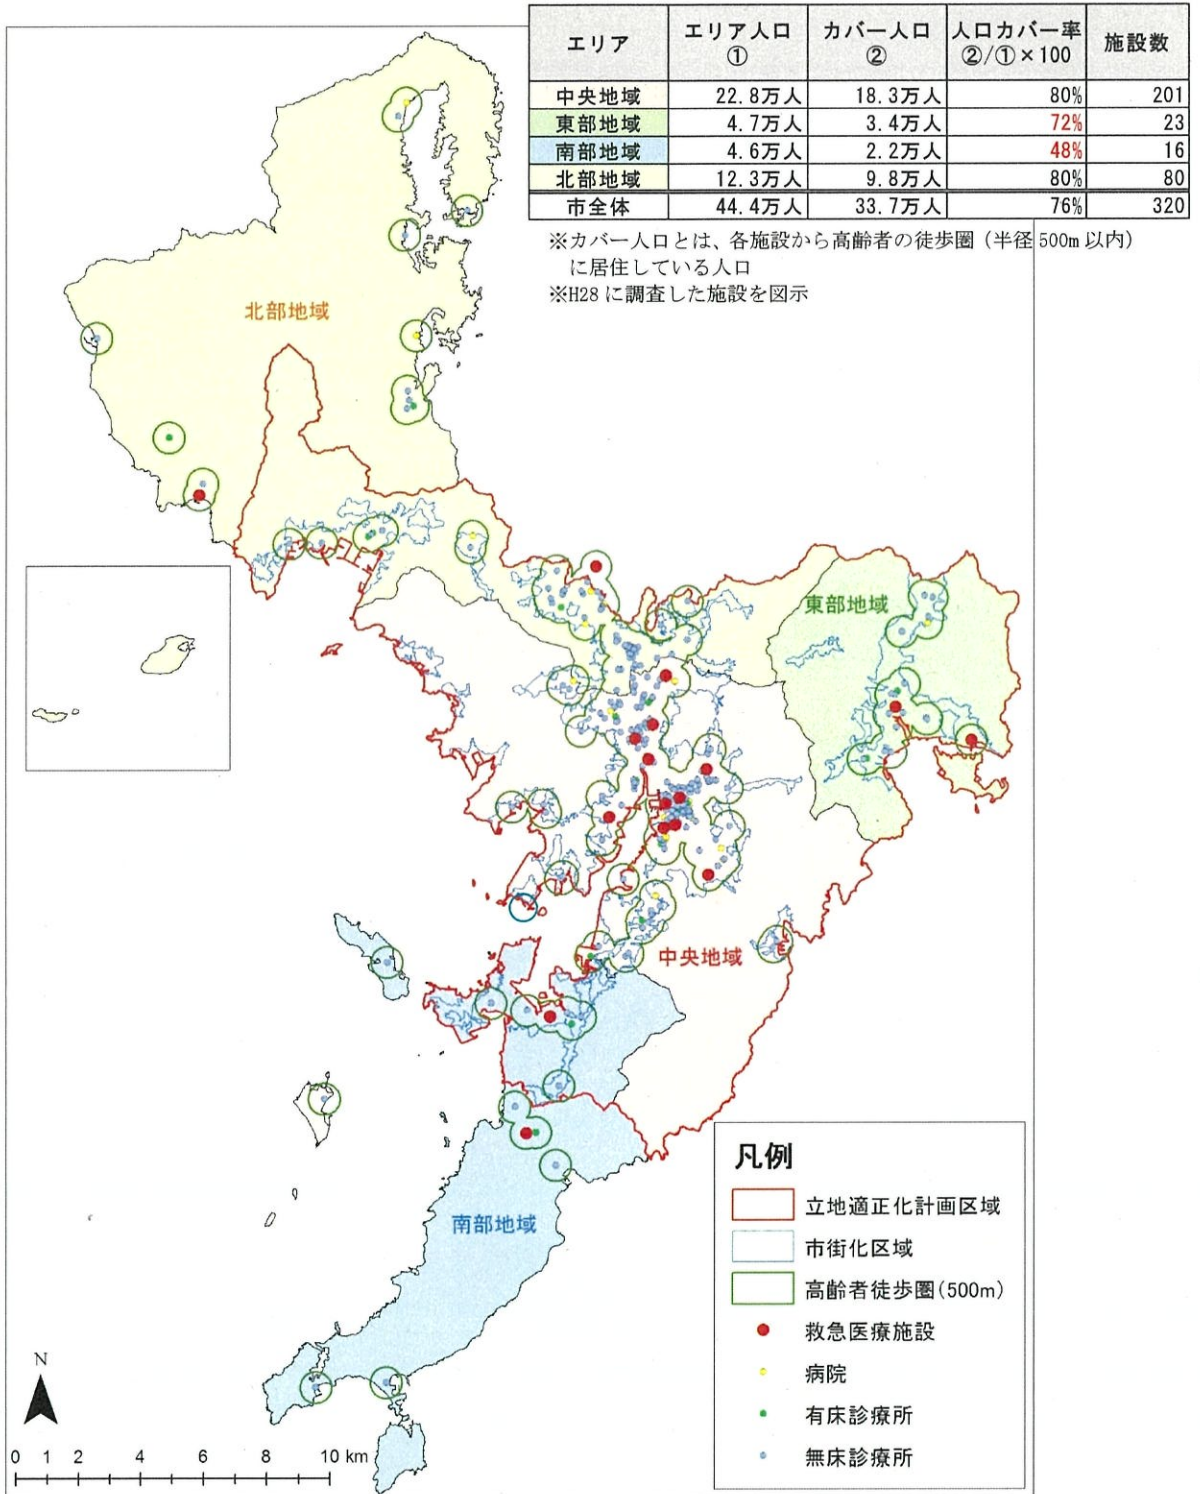 エリア エリア人口 ① カバー人口 ② 人口カバー率 ②/①×100 施設数
中央地域 22.8万人 18.3万人 80% 201
東部地域 4.7万人 3.4万人 72% 23
南部地域 4.6万人 2.2万人 48% 16
北部地域 12.3万人 9.8万人 80% 80
市全体 44.4万人 33.7万人 76% 320
※カバー人口とは、各施設から高齢者の徒歩圏（半径500m以内）
に居住している人口
※H28に調査した施設を図示
北部地域
東部地域
中央地域
南部地域
凡例
立地適正化計画区域
市街化区域
高齢者徒歩圏(500m)
救急医療施設
病院
有床診療所
無床診療所
N
0 1 2 4 6 8 10 km